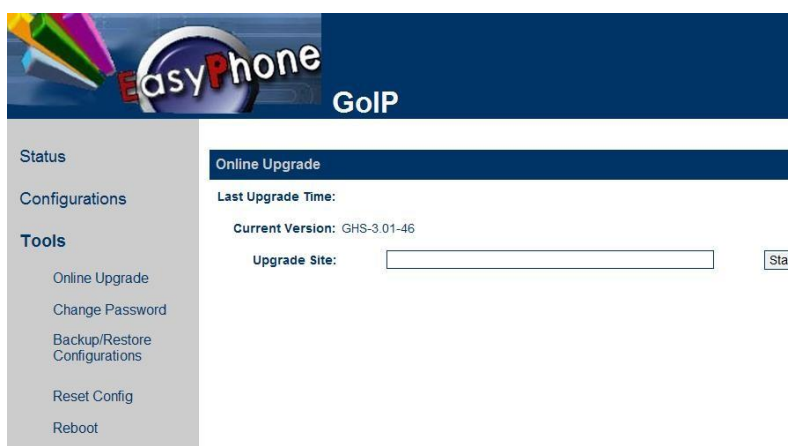 EasyPhone
GoIP
Status
Configurations
Tools
Online Upgrade
Change Password
Backup/Restore
Configurations
Reset Config
Reboot
Online Upgrade
Last Upgrade Time:
Current Version: GHS-3.01-46
Upgrade Site:
Sta